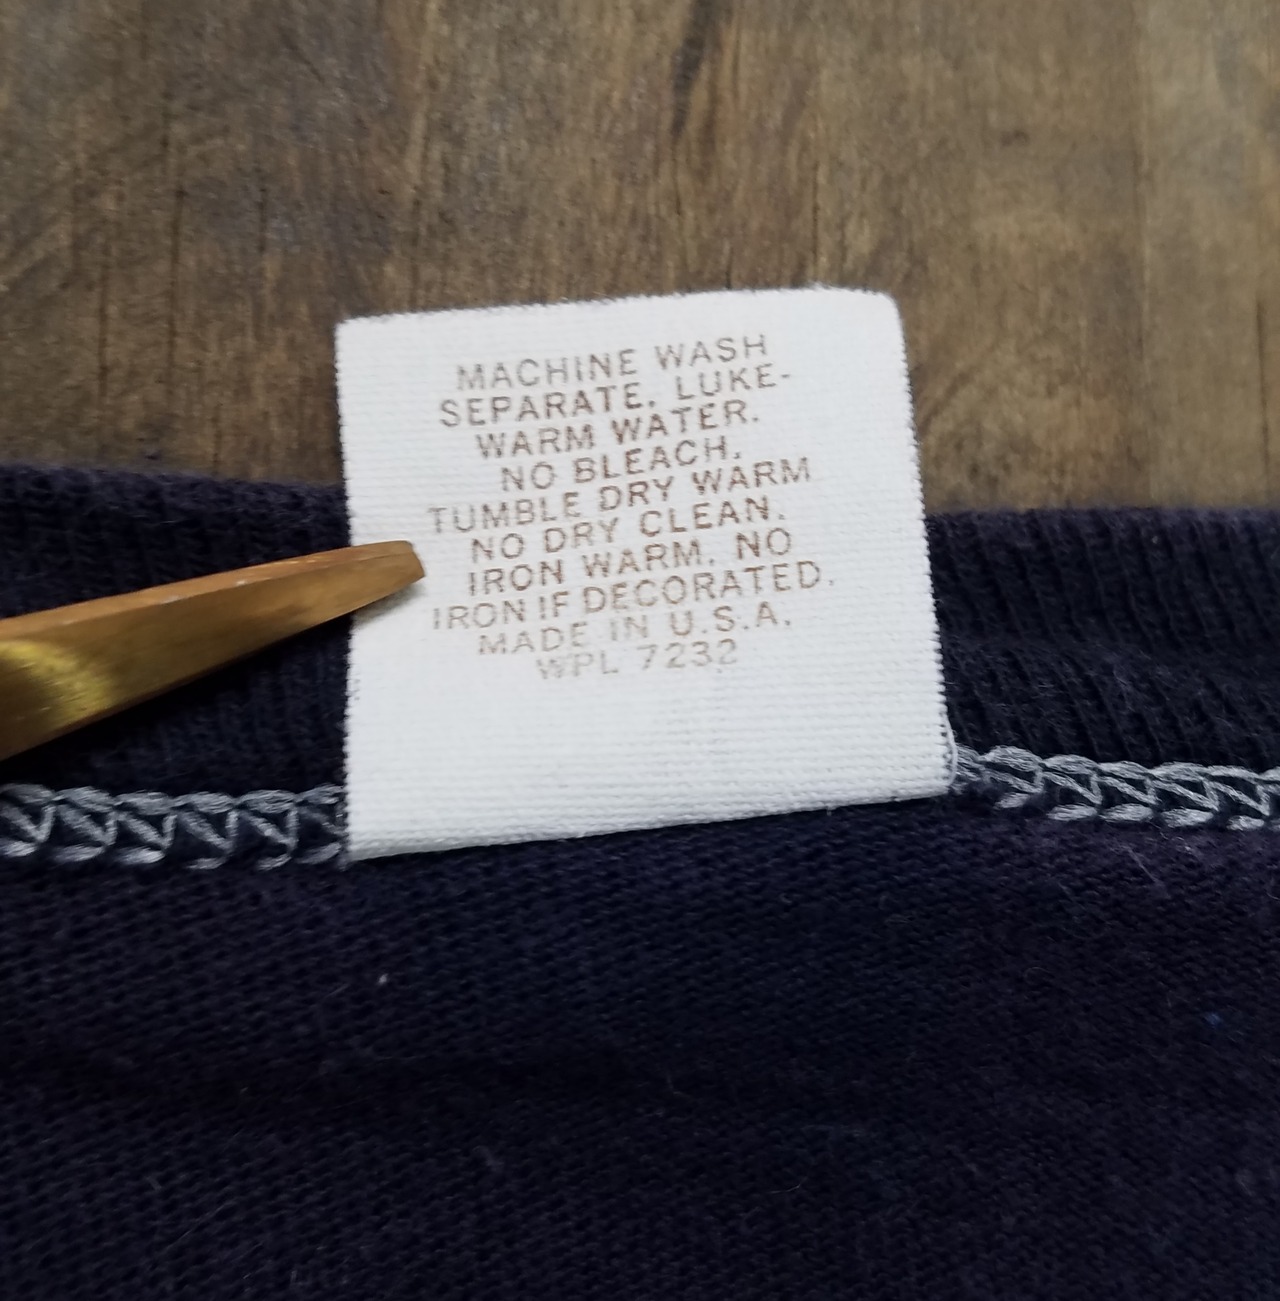 MACHINE WASH
SEPARATE. LUKE-
WARM WATER.
NO BLEACH.
TUMBLE DRY WARM
NO DRY CLEAN.
IRON WARM. NO
IRON IF DECORATED.
MADE IN U.S.A.
WPL 7232